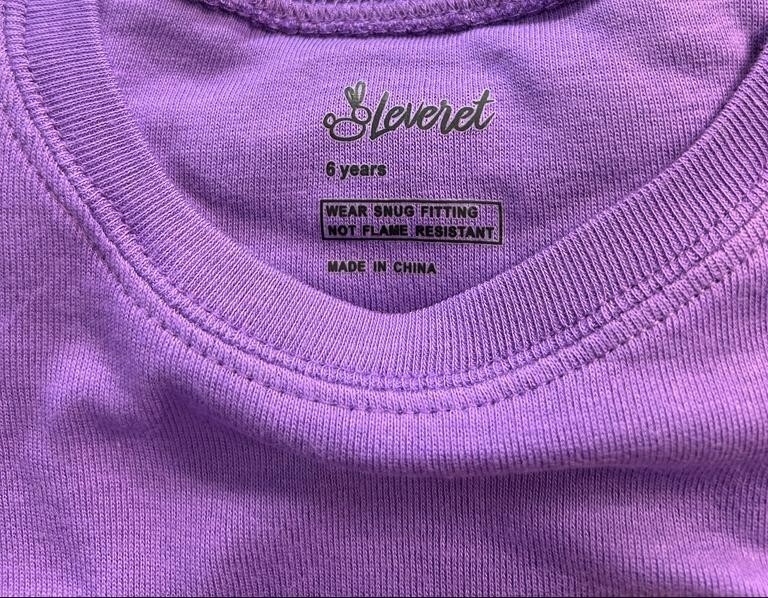 Leveret
6 years
WEAR SNUG FITTING
NOT FLAME RESISTANT
MADE IN CHINA